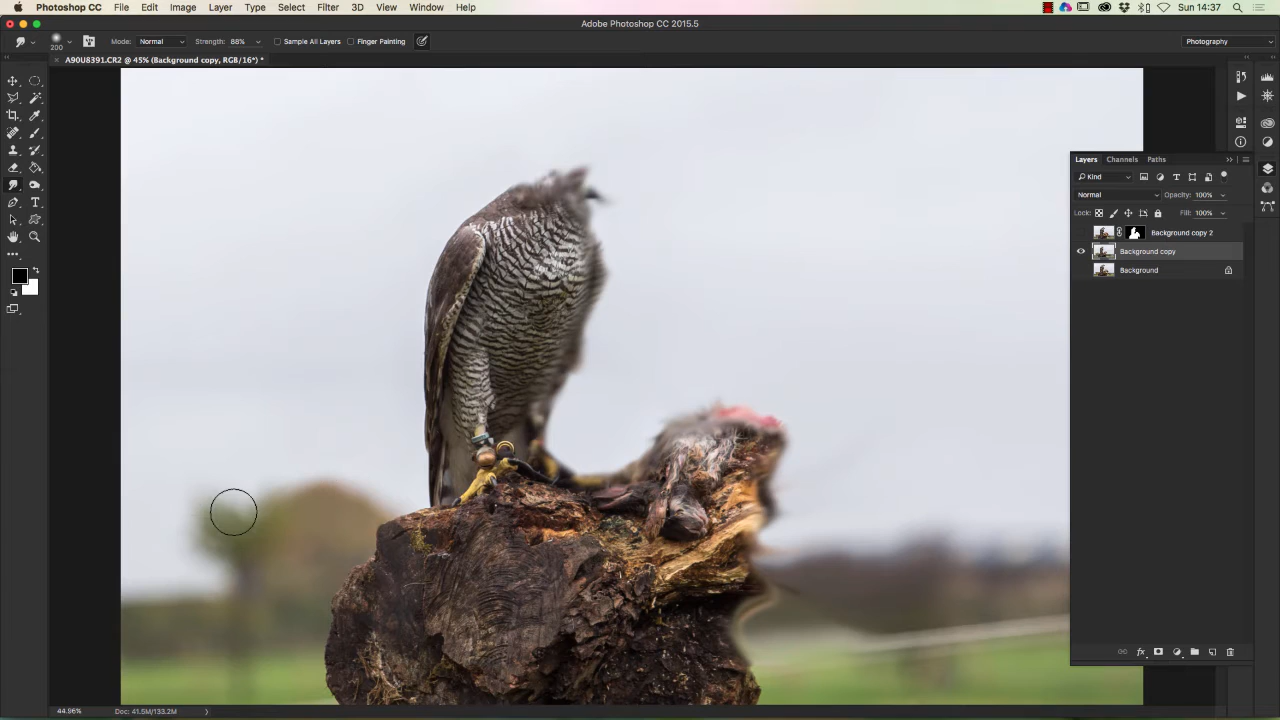 Photoshop CC File Edit Image Layer Type Select Filter 3D View Window Help Sun 14:37
Adobe Photoshop CC 2015.5
200 Mode: Normal Strength: 88% Sample All Layers Finger Painting Photography
× A90U8391.CR2 @ 45% (Background copy, RGB/16*) *
Layers Channels Paths
Kind
Normal Opacity: 100%
Lock: Fill: 100%
Background copy 2
Background copy
Background
fx
44.96% Doc: 41.5M/133.2M